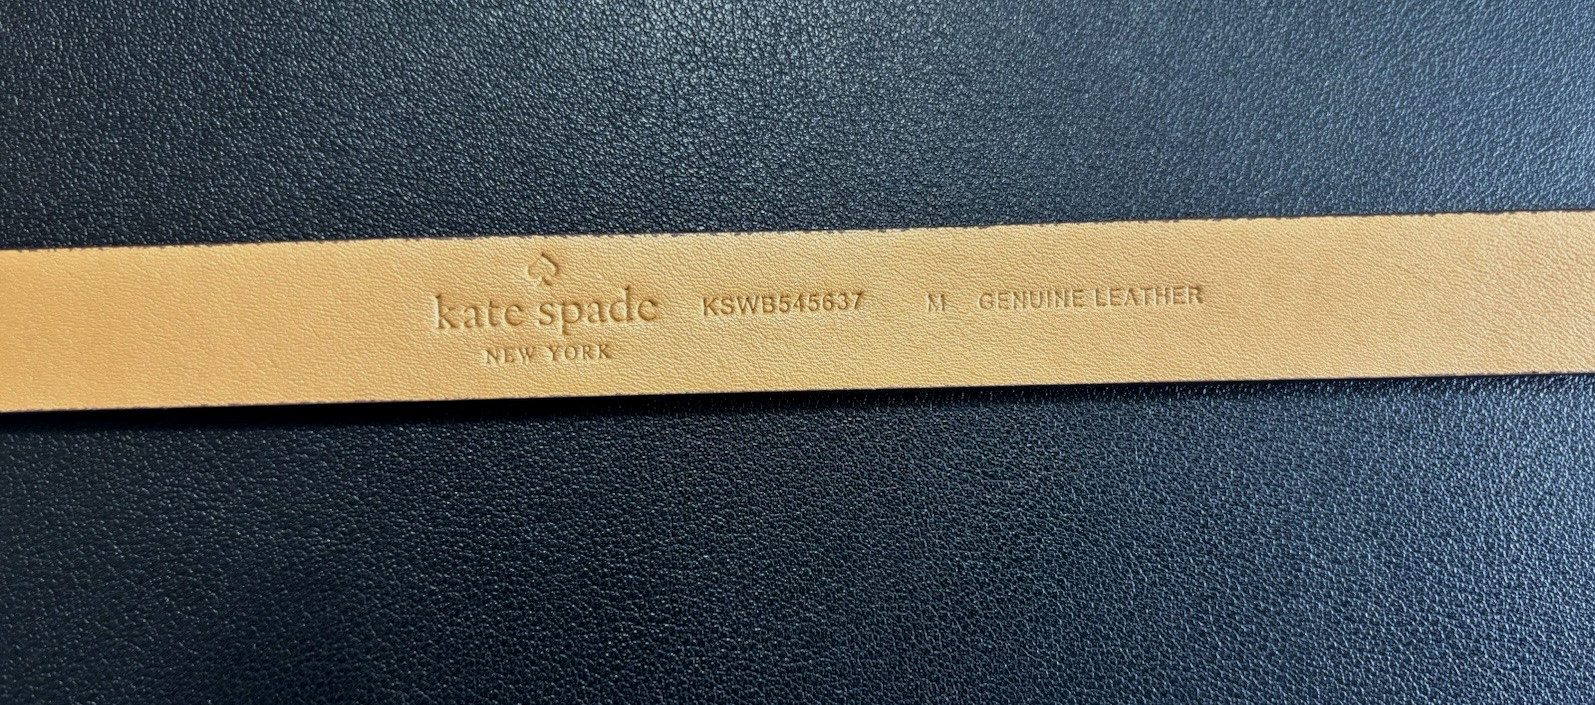 kate spade
NEW YORK
KSWB545637 M GENUINE LEATHER